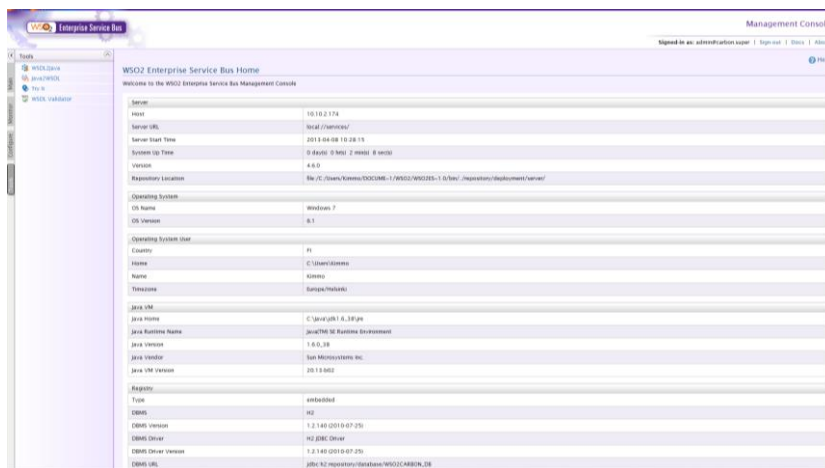 WSO2 Enterprise Service Bus
Management Consol
Signed-in as: admin@carbon.super | Sign-out | Docs | Abo
Tools
WSDL2Java
Java2WSDL
Try It
WSDL Validator
Main
Monitor
Configure
Hel
WSO2 Enterprise Service Bus Home
Welcome to the WSO2 Enterprise Service Bus Management Console
Server
Host 10.10.2.174
Server URL local://services/
Server Start Time 2013-04-08 10:28:15
System Up Time 0 day(s) 0 hr(s) 2 min(s) 8 sec(s)
Version 4.6.0
Repository Location
Operating System
OS Name Windows 7
OS Version 6.1
Operating System User
Country FI
Home C:\Users\Kimmo
Name Kimmo
Timezone Europe/Helsinki
Java VM
Java Home C:\Java\jdk1.6_38\jre
Java Runtime Name Java(TM) SE Runtime Environment
Java Version 1.6.0_38
Java Vendor Sun Microsystems Inc.
Java VM Version 20.13-b02
Registry
Type embedded
DBMS H2
DBMS Version 1.2.140 (2010-07-25)
DBMS Driver H2 JDBC Driver
DBMS Driver Version 1.2.140 (2010-07-25)
DBMS URL jdbc:h2:repository/database/WSO2CARBON_DB